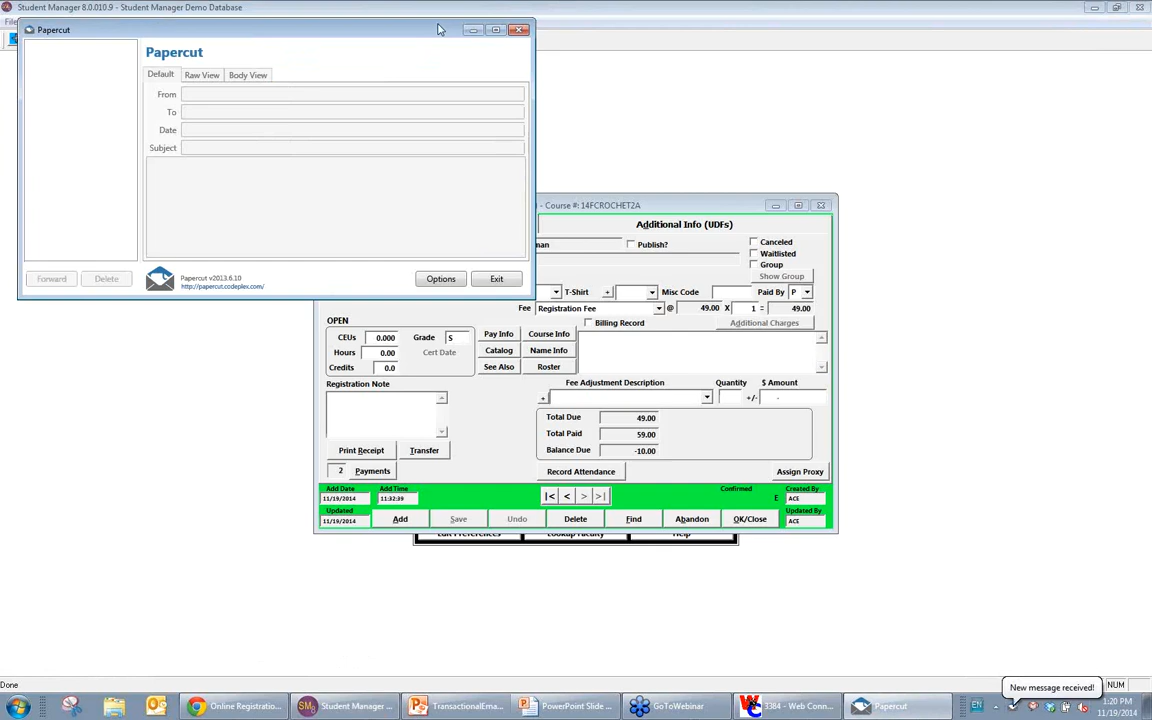 Student Manager 8.0.010.9 - Student Manager Demo Database
File
Papercut
Papercut
Default Raw View Body View
From
To
Date
Subject
Forward Delete
Papercut v2013.6.10
http://papercut.codeplex.com/
Options Exit
- Course #: 14FCROCHET2A
Additional Info (UDFs)
man Publish?
Canceled
Waitlisted
Group
Show Group
T-Shirt + Misc Code Paid By P
Fee Registration Fee @ 49.00 X 1 = 49.00
OPEN
Billing Record Additional Charges
CEUs 0.000 Grade S Pay Info Course Info
Hours 0.00 Cert Date Catalog Name Info
Credits 0.0 See Also Roster
Registration Note
Fee Adjustment Description Quantity $ Amount
+ +/- -
Total Due 49.00
Total Paid 59.00
Balance Due -10.00
Print Receipt Transfer
2 Payments
Record Attendance Assign Proxy
Add Date Add Time Confirmed Created By
11/19/2014 11:32:39 |< < > >| E ACE
Updated Updated By
11/19/2014 Add Save Undo Delete Find Abandon OK/Close ACE
Edit Preferences Lookup Faculty Help
Done NUM
New message received!
Online Registratio... Student Manager ... TransactionalEma... PowerPoint Slide ... GoToWebinar 3384 - Web Conn... Papercut EN 1:20 PM
11/19/2014